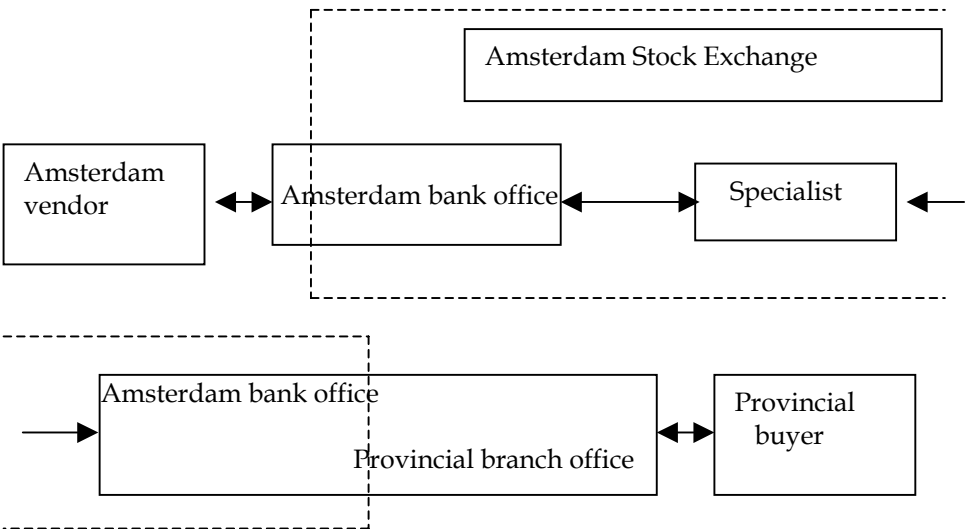 Amsterdam Stock Exchange
Amsterdam
vendor
Amsterdam bank office
Specialist
Amsterdam bank office
Provincial branch office
Provincial
buyer